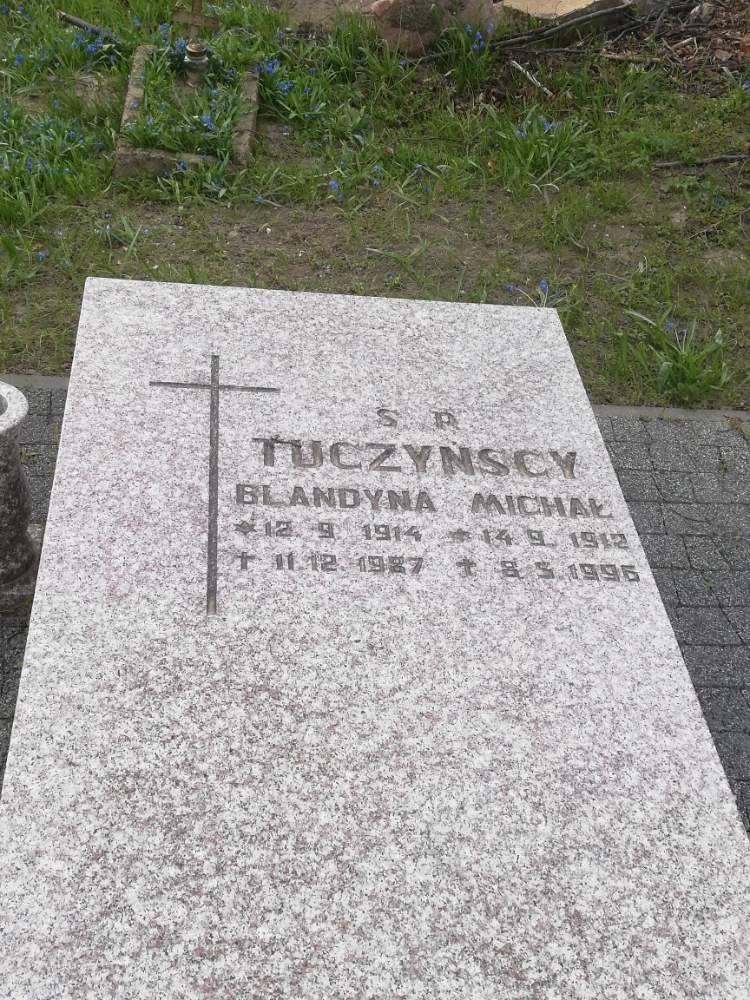 Ś P
TUCZYŃSCY
BLANDYNA MICHAŁ
* 12 9 1914 * 14 9 1912
† 11 12 1987 † 9 5 1996